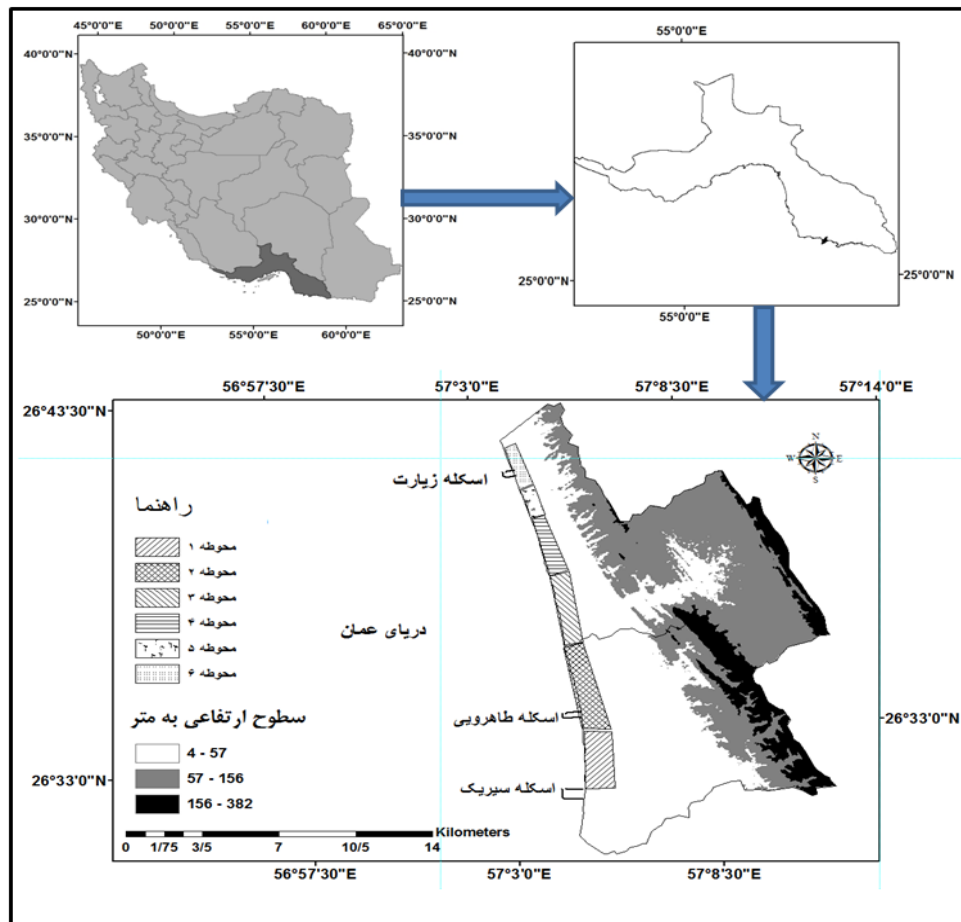 45°0'0"E 50°0'0"E 55°0'0"E 60°0'0"E 65°0'0"E
40°0'0"N 40°0'0"N
35°0'0"N 35°0'0"N
30°0'0"N 30°0'0"N
25°0'0"N 25°0'0"N
50°0'0"E 55°0'0"E 60°0'0"E
55°0'0"E
25°0'0"N 25°0'0"N
55°0'0"E
56°57'30"E 57°3'0"E 57°8'30"E 57°14'0"E
26°43'30"N
N
W E
S
اسکله زیارت
راهنما
محوطه ۱
محوطه ۲
محوطه ۳
محوطه ۴
محوطه ۵
محوطه ۶
دریای عمان
سطوح ارتفاعی به متر
4 - 57
57 - 156
156 - 382
اسکله طاهرویی
26°33'0"N
اسکله سیریک
26°33'0"N
Kilometers
0 1/75 3/5 7 10/5 14
56°57'30"E 57°3'0"E 57°8'30"E